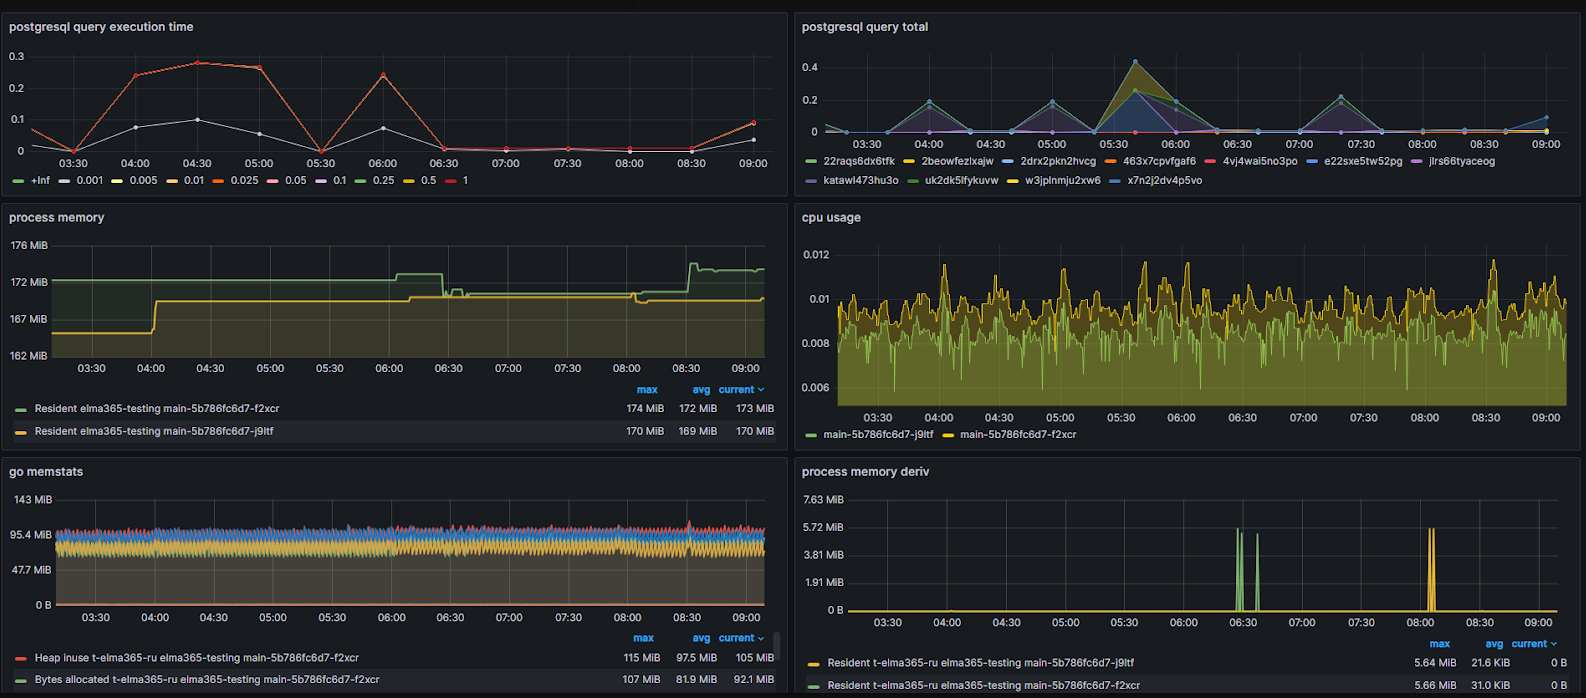 postgresql query execution time
0.3
0.2
0.1
0
03:30 04:00 04:30 05:00 05:30 06:00 06:30 07:00 07:30 08:00 08:30 09:00
+Inf 0.001 0.005 0.01 0.025 0.05 0.1 0.25 0.5 1
postgresql query total
0.4
0.2
0
03:30 04:00 04:30 05:00 05:30 06:00 06:30 07:00 07:30 08:00 08:30 09:00
22raqs6dx6tfk 2beowfezlxajw 2drx2pkn2hvcg 463x7cpvfgaf6 4vj4wai5no3po e22sxe5tw52pg jlrs66tyaceog
katawl473hu3o uk2dk5lfykuvw w3jplnmju2xw6 x7n2j2dv4p5vo
process memory
176 MiB
172 MiB
167 MiB
162 MiB
03:30 04:00 04:30 05:00 05:30 06:00 06:30 07:00 07:30 08:00 08:30 09:00
max avg current
Resident elma365-testing main-5b786fc6d7-f2xcr 174 MiB 172 MiB 173 MiB
Resident elma365-testing main-5b786fc6d7-j9ltf 170 MiB 169 MiB 170 MiB
cpu usage
0.012
0.01
0.008
0.006
03:30 04:00 04:30 05:00 05:30 06:00 06:30 07:00 07:30 08:00 08:30 09:00
main-5b786fc6d7-j9ltf main-5b786fc6d7-f2xcr
go memstats
143 MiB
95.4 MiB
47.7 MiB
0 B
03:30 04:00 04:30 05:00 05:30 06:00 06:30 07:00 07:30 08:00 08:30 09:00
max avg current
Heap inuse t-elma365-ru elma365-testing main-5b786fc6d7-f2xcr 115 MiB 97.5 MiB 105 MiB
Bytes allocated t-elma365-ru elma365-testing main-5b786fc6d7-f2xcr 107 MiB 81.9 MiB 92.1 MiB
process memory deriv
7.63 MiB
5.72 MiB
3.81 MiB
1.91 MiB
0 B
03:30 04:00 04:30 05:00 05:30 06:00 06:30 07:00 07:30 08:00 08:30 09:00
max avg current
Resident t-elma365-ru elma365-testing main-5b786fc6d7-j9ltf 5.64 MiB 21.6 KiB 0 B
Resident t-elma365-ru elma365-testing main-5b786fc6d7-f2xcr 5.66 MiB 31.0 KiB 0 B